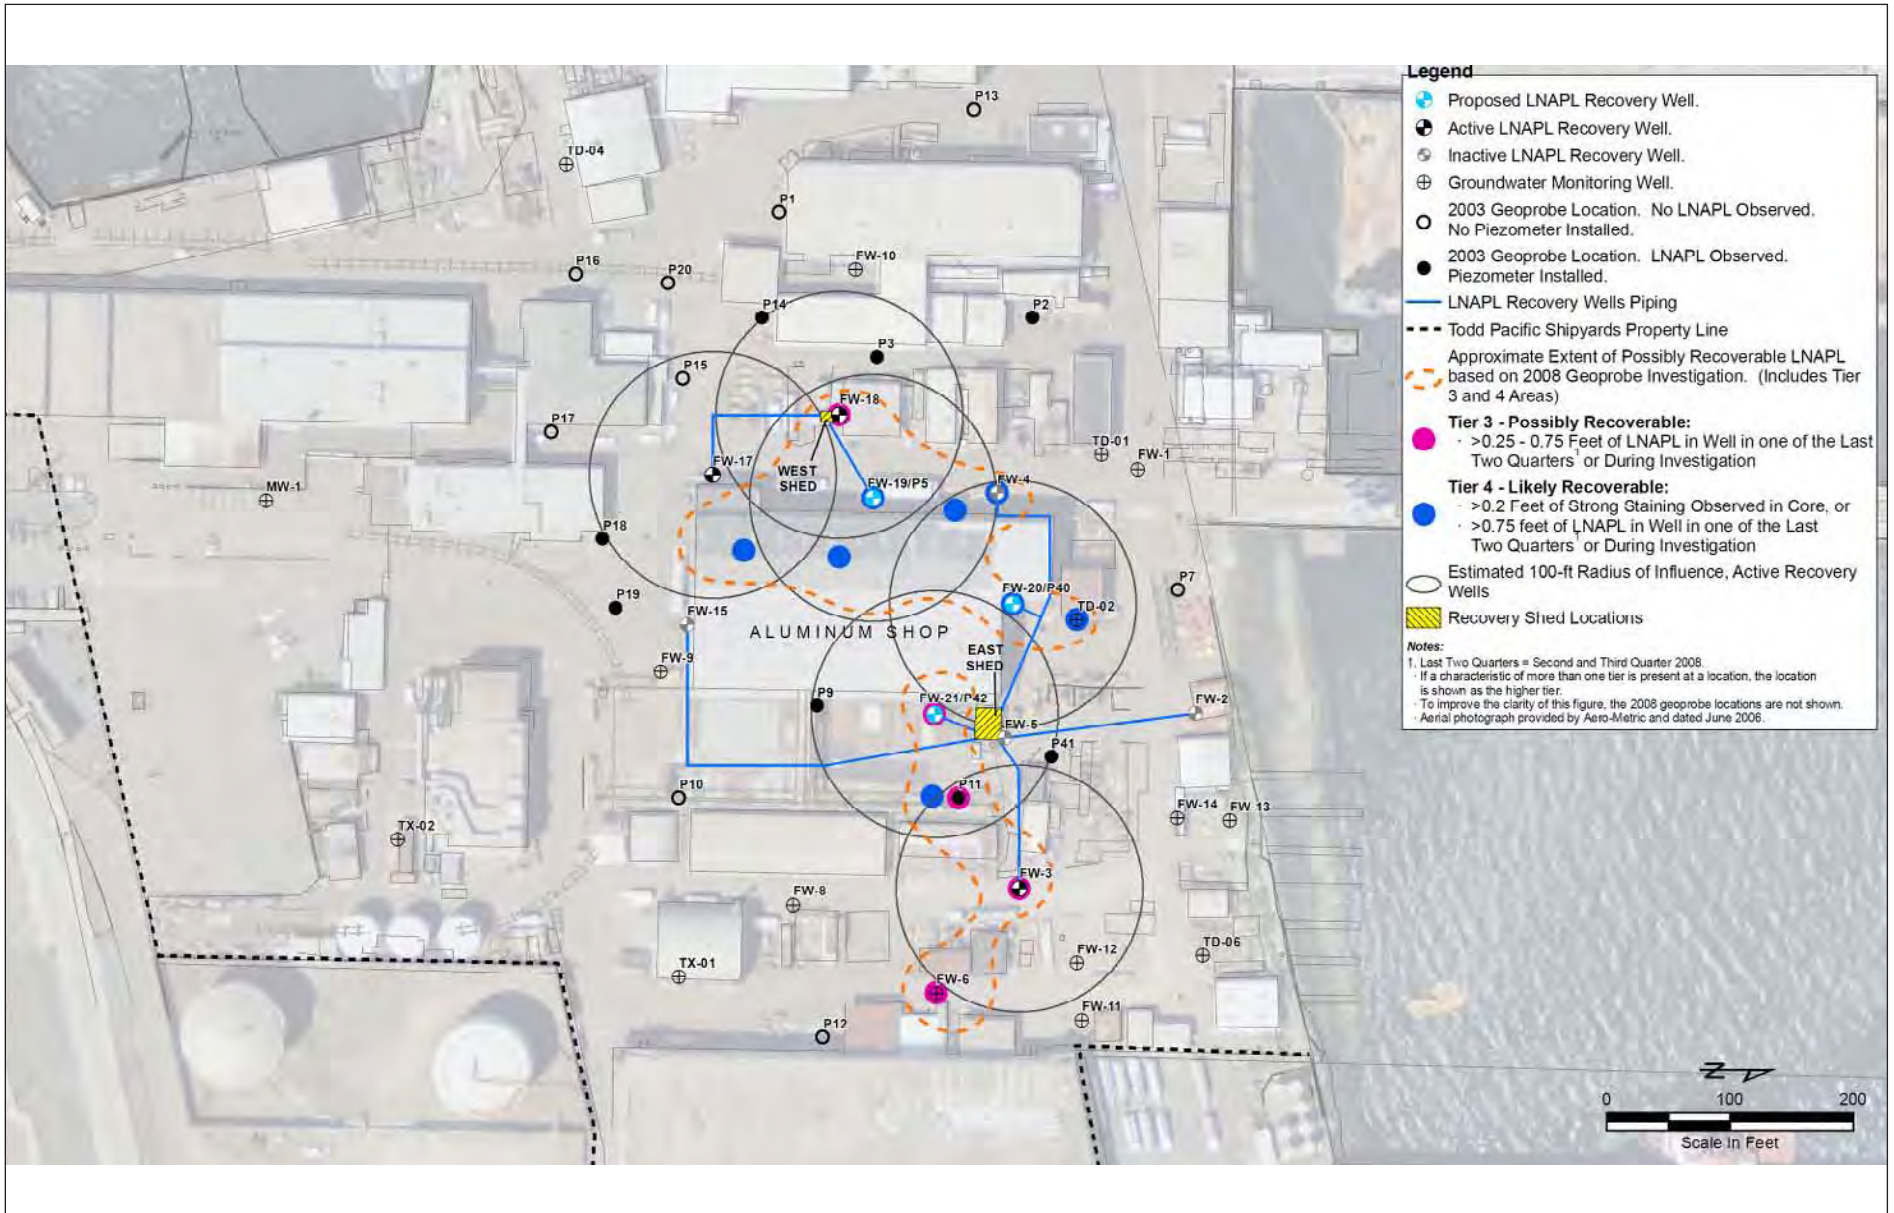 Legend
Proposed LNAPL Recovery Well.
Active LNAPL Recovery Well.
Inactive LNAPL Recovery Well.
Groundwater Monitoring Well.
2003 Geoprobe Location. No LNAPL Observed.
No Piezometer Installed.
2003 Geoprobe Location. LNAPL Observed.
Piezometer Installed.
LNAPL Recovery Wells Piping
Todd Pacific Shipyards Property Line
Approximate Extent of Possibly Recoverable LNAPL
based on 2008 Geoprobe Investigation. (Includes Tier
3 and 4 Areas)
Tier 3 - Possibly Recoverable:
· >0.25 - 0.75 Feet of LNAPL in Well in one of the Last
Two Quarters¹ or During Investigation
Tier 4 - Likely Recoverable:
· >0.2 Feet of Strong Staining Observed in Core, or
· >0.75 feet of LNAPL in Well in one of the Last
Two Quarters¹ or During Investigation
Estimated 100-ft Radius of Influence, Active Recovery
Wells
Recovery Shed Locations
Notes:
1. Last Two Quarters = Second and Third Quarter 2008.
· If a characteristic of more than one tier is present at a location, the location
is shown as the higher tier.
· To improve the clarity of this figure, the 2008 geoprobe locations are not shown.
· Aerial photograph provided by Aero-Metric and dated June 2006.
P13
TD-04
P1
P16
P20
FW-10
P14
P2
P3
P15
FW-18
P17
TD-01
FW-1
FW-17
WEST
SHED
FW-19/P5
FW-4
MW-1
P18
P7
FW-20/P40
P19
TD-02
FW-15
ALUMINUM SHOP
EAST
SHED
FW-9
P9
FW-21/P42
FW-2
FW-5
P41
P10
P11
FW-14
FW-13
TX-02
FW-3
FW-8
TX-01
FW-12
TD-06
FW-6
FW-11
P12
Z
0
100
200
Scale in Feet